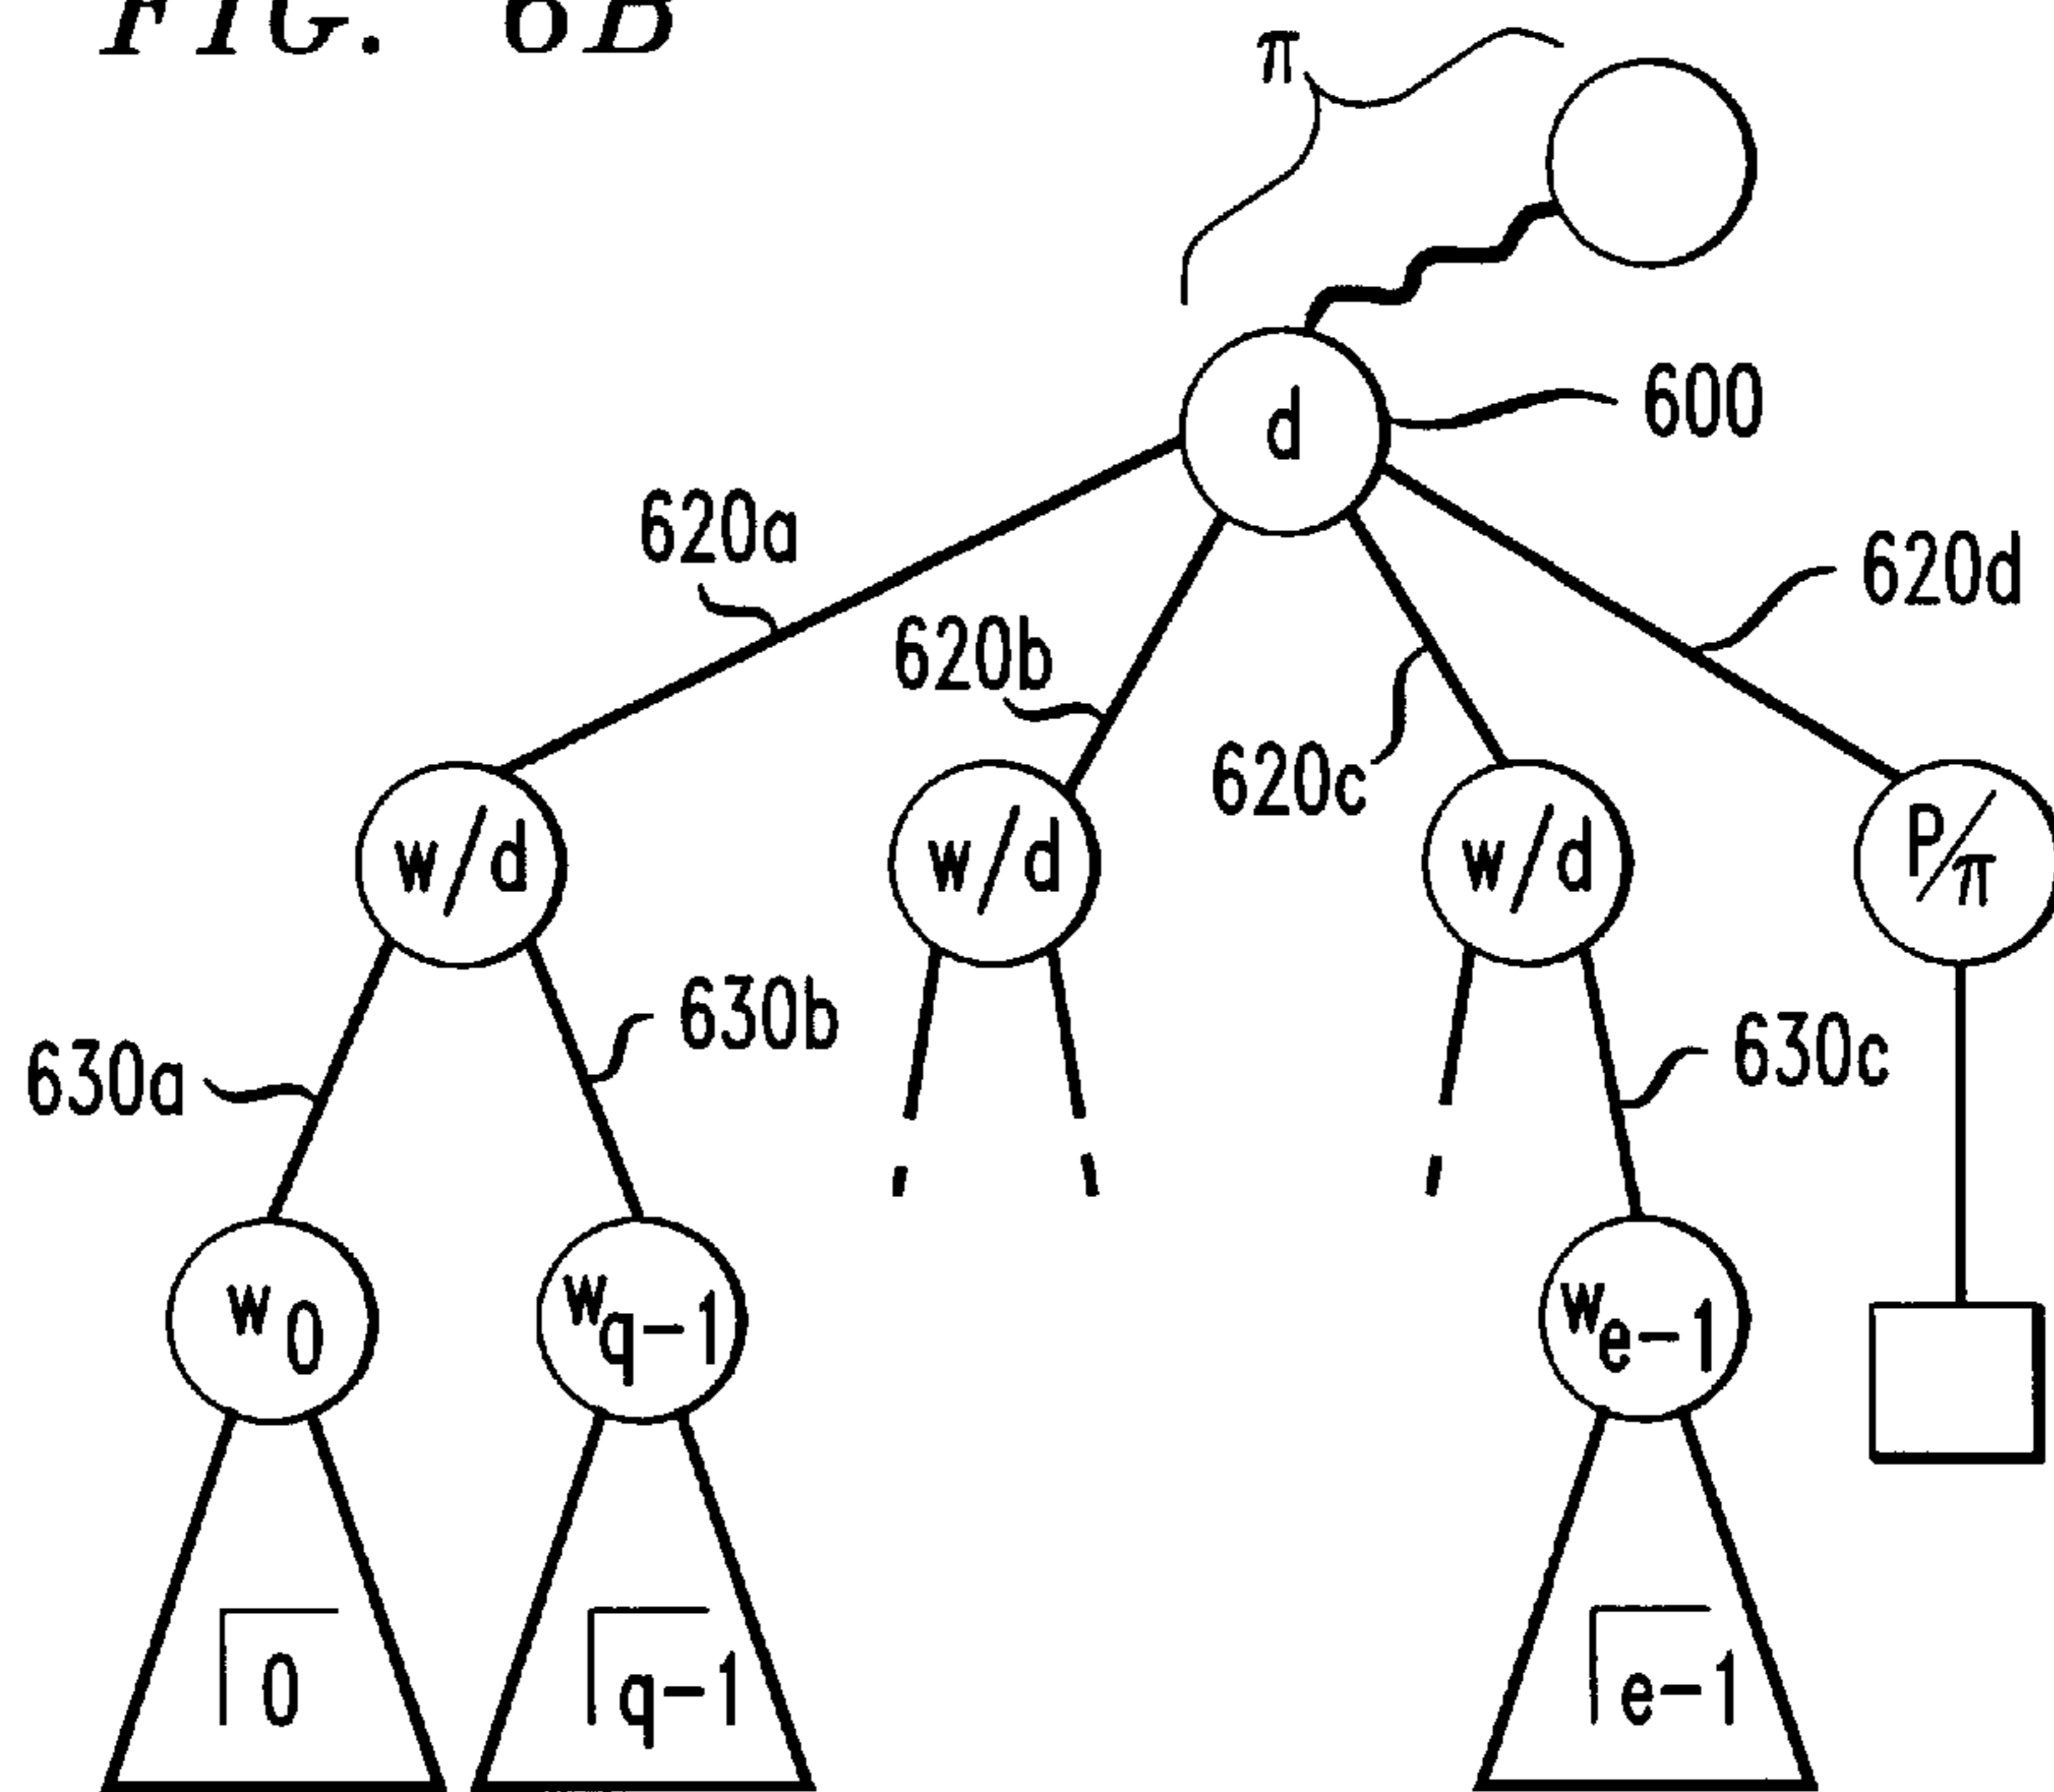 FIG. 6B
π
d
600
620a
620b
620c
620d
w/d
w/d
w/d
P/π
630a
630b
630c
w0
wq-1
we-1
Γ0
Γq-1
Γe-1